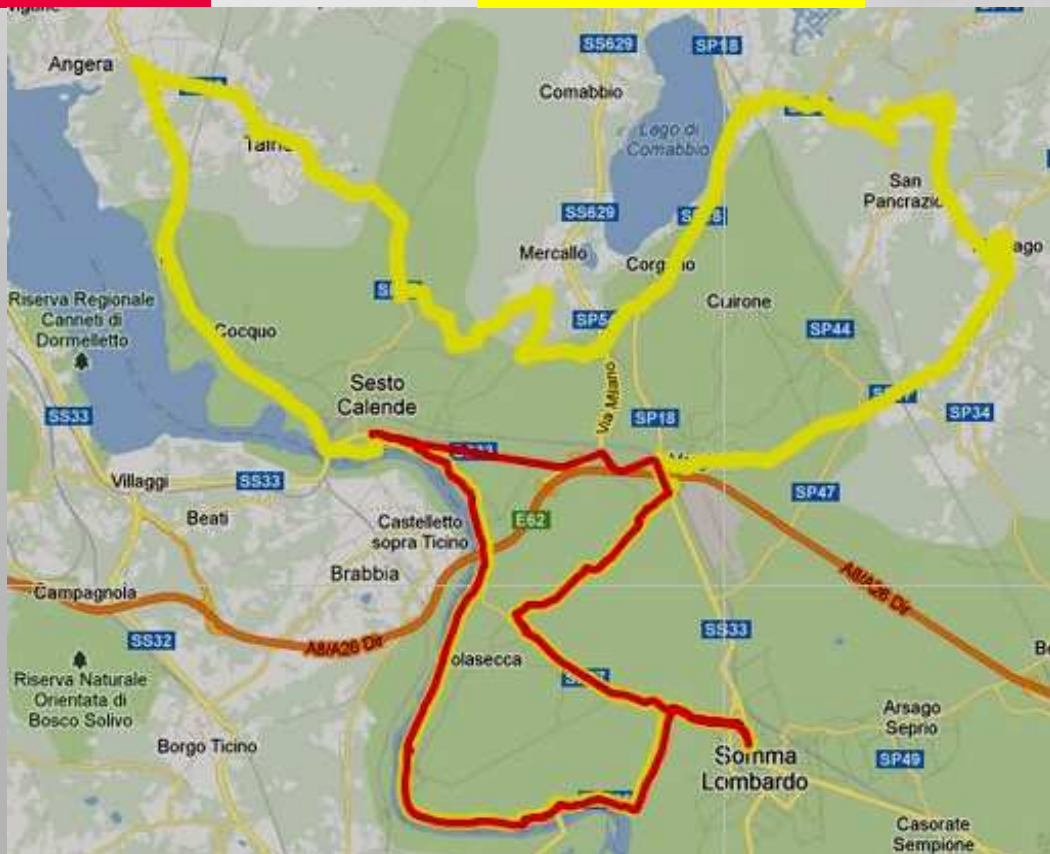 Angera
SS629
SP18
Comabbio
Lago di
Comabbio
San
Pancrazio
SS629
Mercallo
Riserva Regionale
Canneti di
Dormelletto
Cuirone
SP44
Cocquo
Sesto
Calende
Via Milano
SP18
SP34
SS33
Villaggi
SS33
SP47
Beati
Castelletto
sopra Ticino
E62
Brabbia
Campagnola
A8/A26 Dir
SS32
A8/A26 Dir
SS33
Riserva Naturale
Orientata di
Bosco Solivo
olasecca
Arsago
Seprio
Borgo Ticino
Somma
Lombardo
SP49
Casorate
Sempione